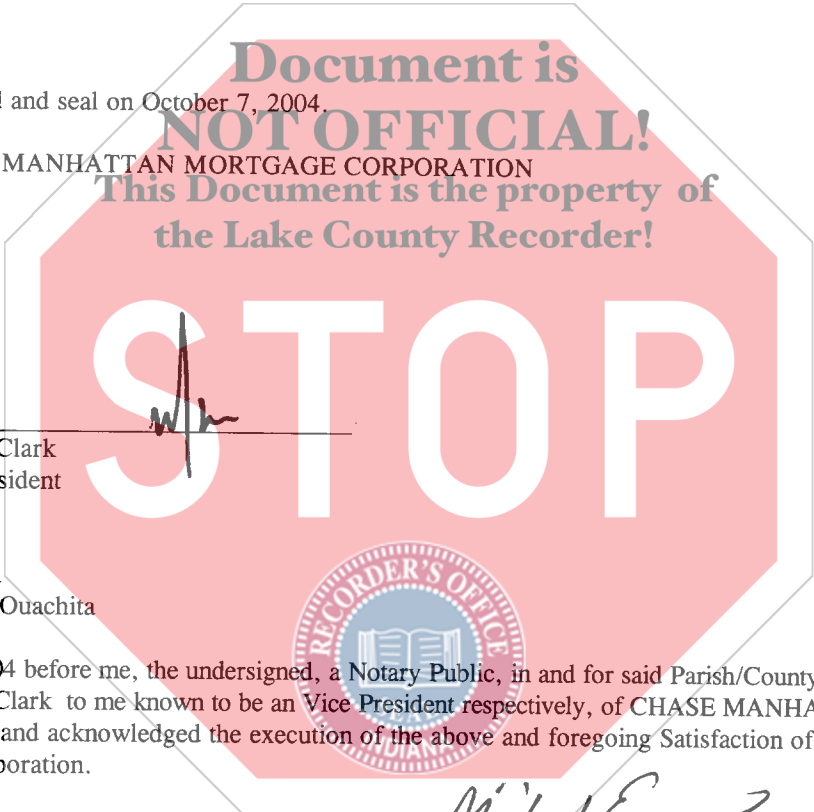 Document is
and seal on October 7, 2004.
NOT OFFICIAL!
MANHATTAN MORTGAGE CORPORATION
This Document is the property of
the Lake County Recorder!
STOP
Clark
sident
RECORDER'S OFFICE
Ouachita
4 before me, the undersigned, a Notary Public, in and for said Parish/County
Clark to me known to be an Vice President respectively, of CHASE MANHA
SEAL
and acknowledged the execution of the above and foregoing Satisfaction of
INDIANA
poration.